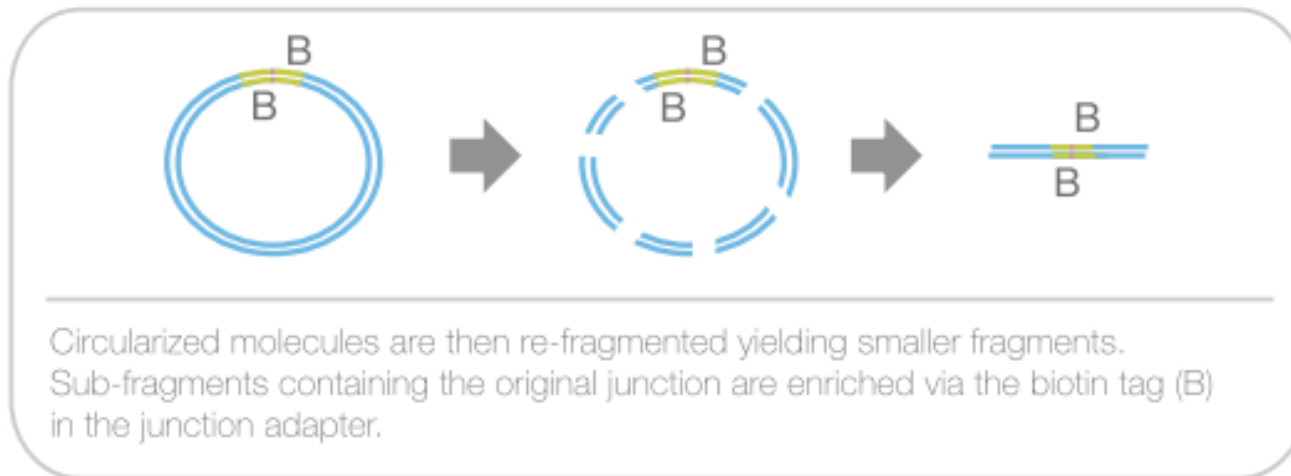 B
B
B
B
B
B
Circularized molecules are then re-fragmented yielding smaller fragments.
Sub-fragments containing the original junction are enriched via the biotin tag (B)
in the junction adapter.